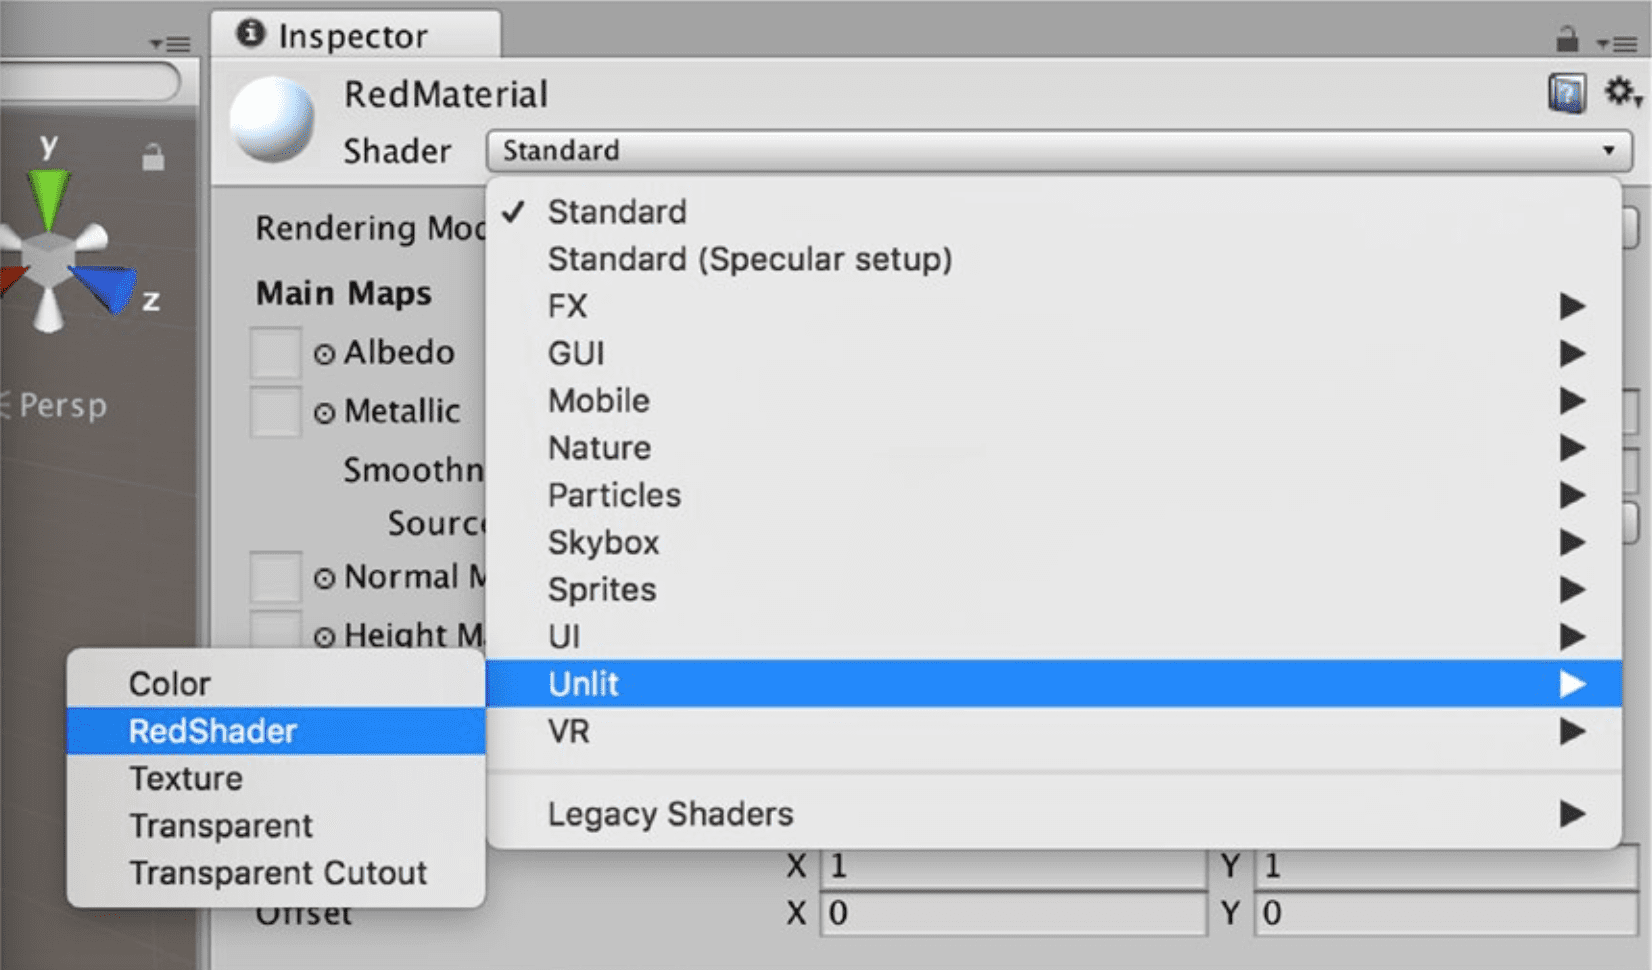 Inspector
RedMaterial
Shader Standard
y
z
Persp
Rendering Mod
Main Maps
Albedo
Metallic
Smoothn
Source
Normal M
Height M
Offset
Standard
Standard (Specular setup)
FX
GUI
Mobile
Nature
Particles
Skybox
Sprites
UI
Unlit
VR
Legacy Shaders
Color
RedShader
Texture
Transparent
Transparent Cutout
X 1 Y 1
X 0 Y 0